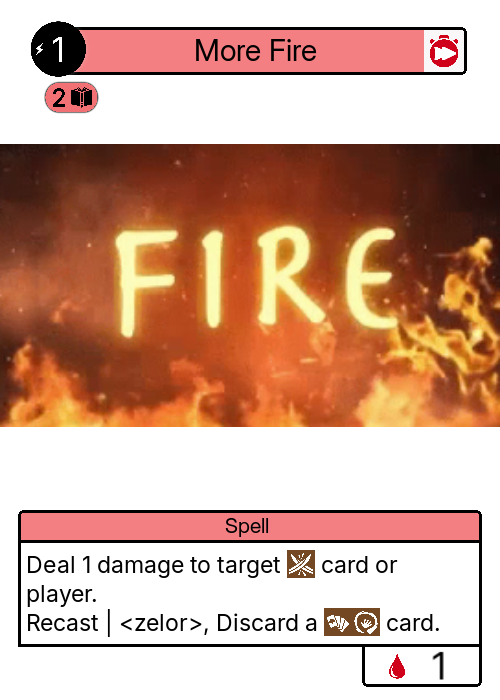 1
More Fire
2
FIRE
Spell
Deal 1 damage to target card or
player.
Recast | <zelor>, Discard a card.
1